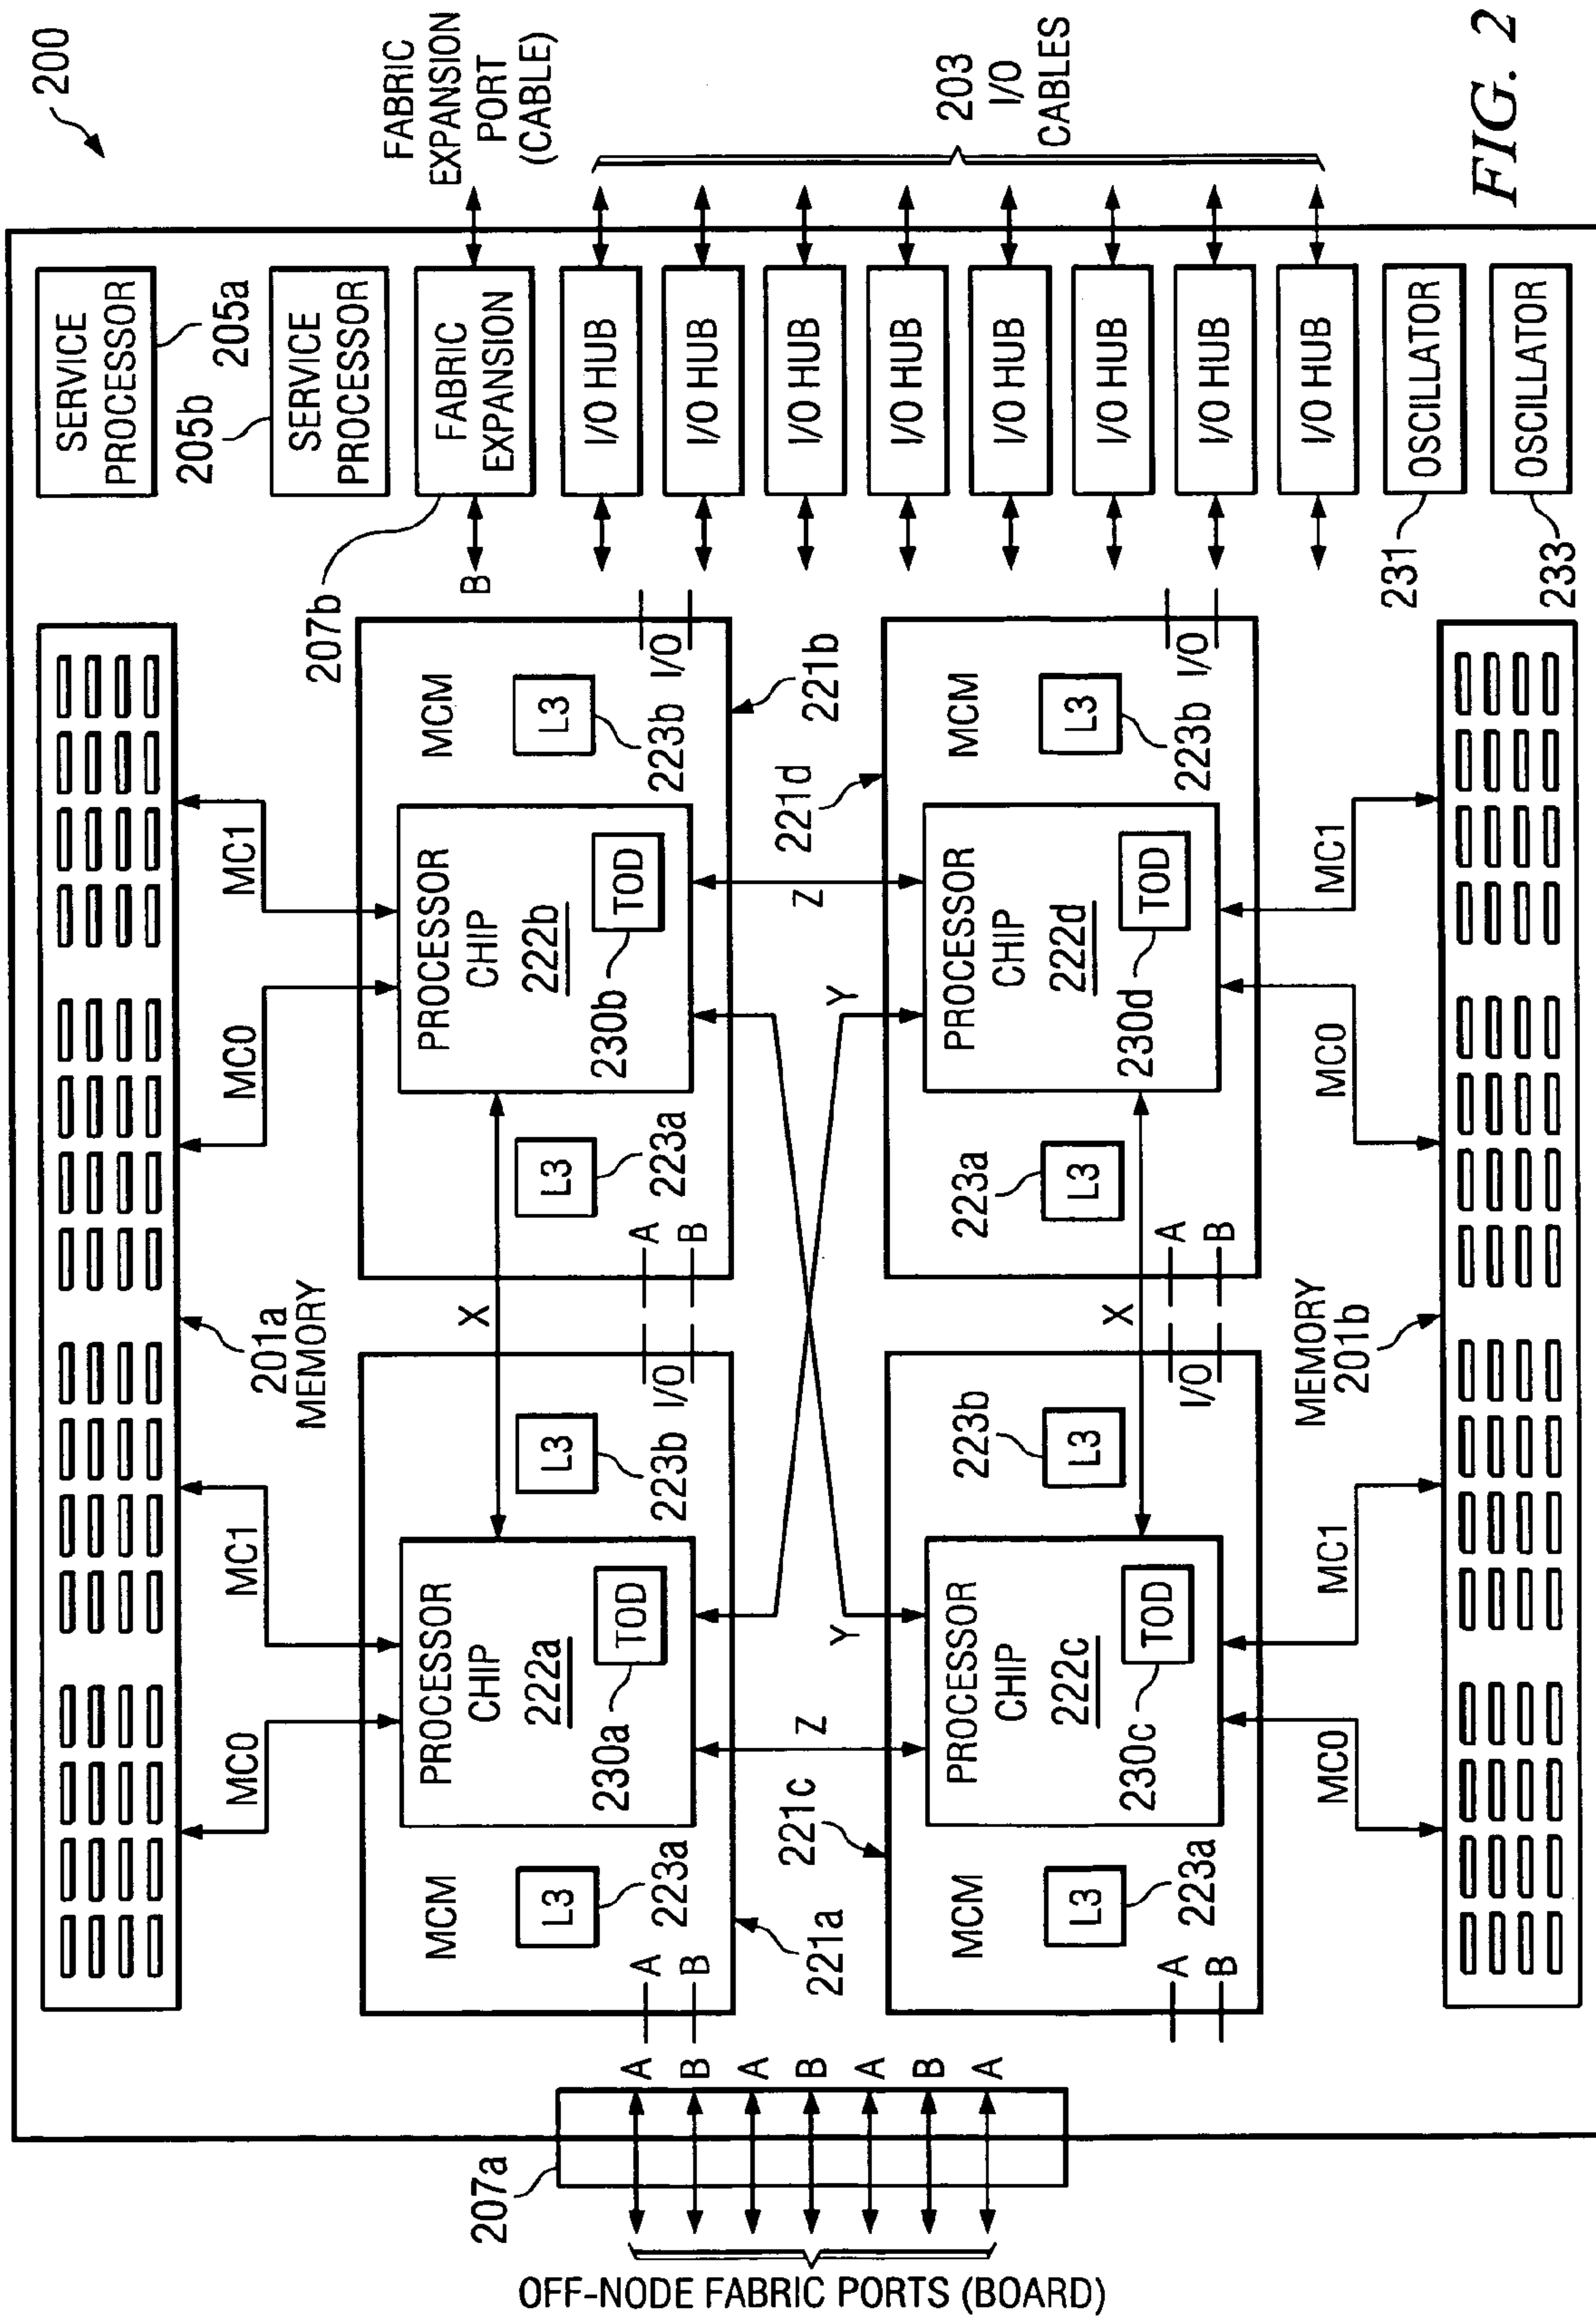 200
FABRIC
EXPANSION
PORT
(CABLE)
203
I/O
CABLES
FIG. 2
SERVICE
PROCESSOR
205a
205b
SERVICE
PROCESSOR
FABRIC
EXPANSION
I/O HUB
I/O HUB
I/O HUB
I/O HUB
I/O HUB
I/O HUB
I/O HUB
I/O HUB
OSCILLATOR
OSCILLATOR
231
233
207b
B
201a
MEMORY
MC0
MC1
MC0
MC1
MCM
L3
223a
PROCESSOR
CHIP
222a
TOD
230a
L3
223b
I/O
A
B
221a
X
MCM
L3
223a
PROCESSOR
CHIP
222b
TOD
230b
L3
223b
I/O
A
B
221b
Z
Y
Y
Z
221c
MCM
L3
223a
PROCESSOR
CHIP
222c
TOD
230c
L3
223b
I/O
A
B
X
221d
MCM
L3
223a
PROCESSOR
CHIP
222d
TOD
230d
L3
223b
I/O
A
B
MC0
MC1
MC0
MC1
MEMORY
201b
207a
A
B
A
B
A
B
A
OFF-NODE FABRIC PORTS (BOARD)